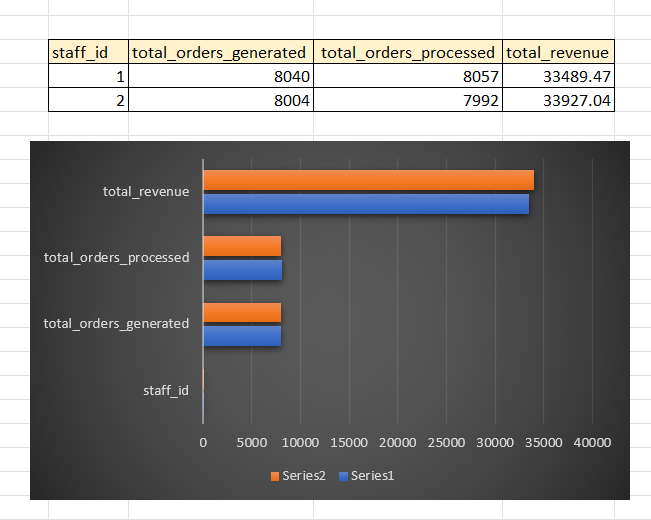 staff_id total_orders_generated total_orders_processed total_revenue
1 8040 8057 33489.47
2 8004 7992 33927.04
total_revenue
total_orders_processed
total_orders_generated
staff_id
0 5000 10000 15000 20000 25000 30000 35000 40000
Series2 Series1